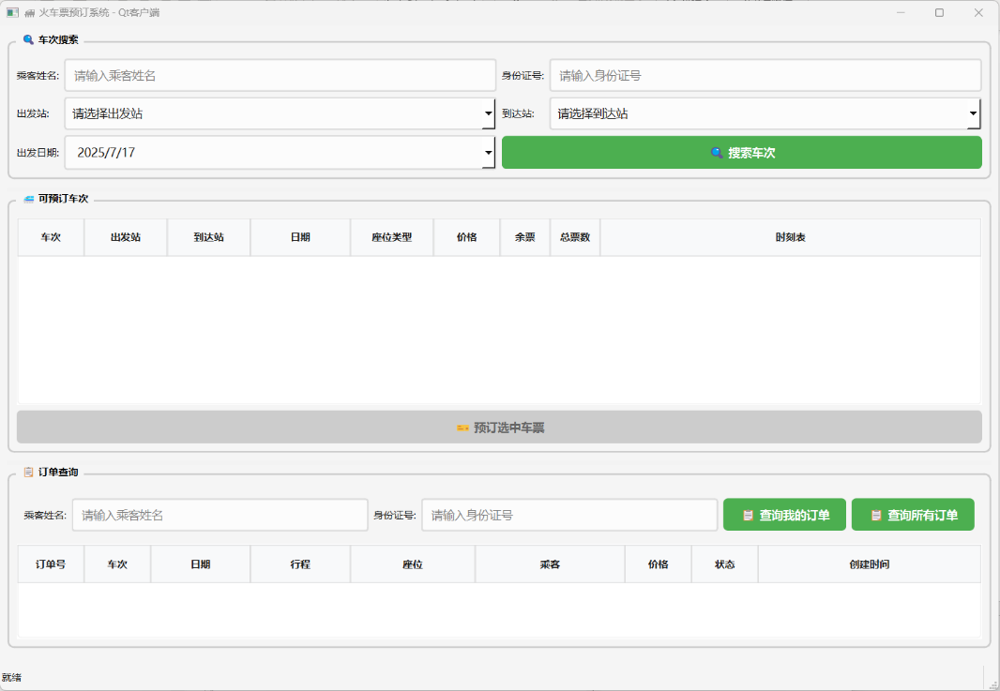 火车票预订系统 - Qt客户端
车次搜索
乘客姓名: 请输入乘客姓名 身份证号: 请输入身份证号
出发站: 请选择出发站 到达站: 请选择到达站
出发日期: 2025/7/17 搜索车次
可预订车次
车次 出发站 到达站 日期 座位类型 价格 余票 总票数 时刻表
预订选中车票
订单查询
乘客姓名: 请输入乘客姓名 身份证号: 请输入身份证号 查询我的订单 查询所有订单
订单号 车次 日期 行程 座位 乘客 价格 状态 创建时间
就绪